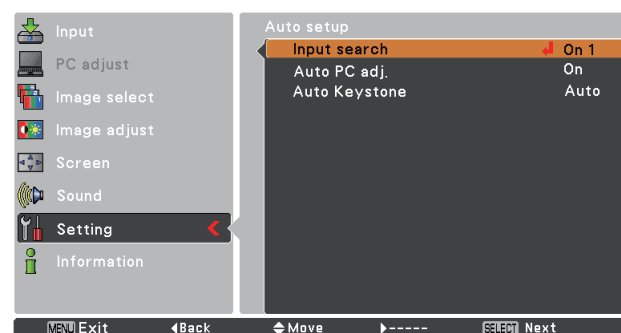 Input
PC adjust
Image select
Image adjust
Screen
Sound
Setting
Information
Auto setup
Input search On 1
Auto PC adj. On
Auto Keystone Auto
MENU Exit ◀Back Move ▶----- SELECT Next